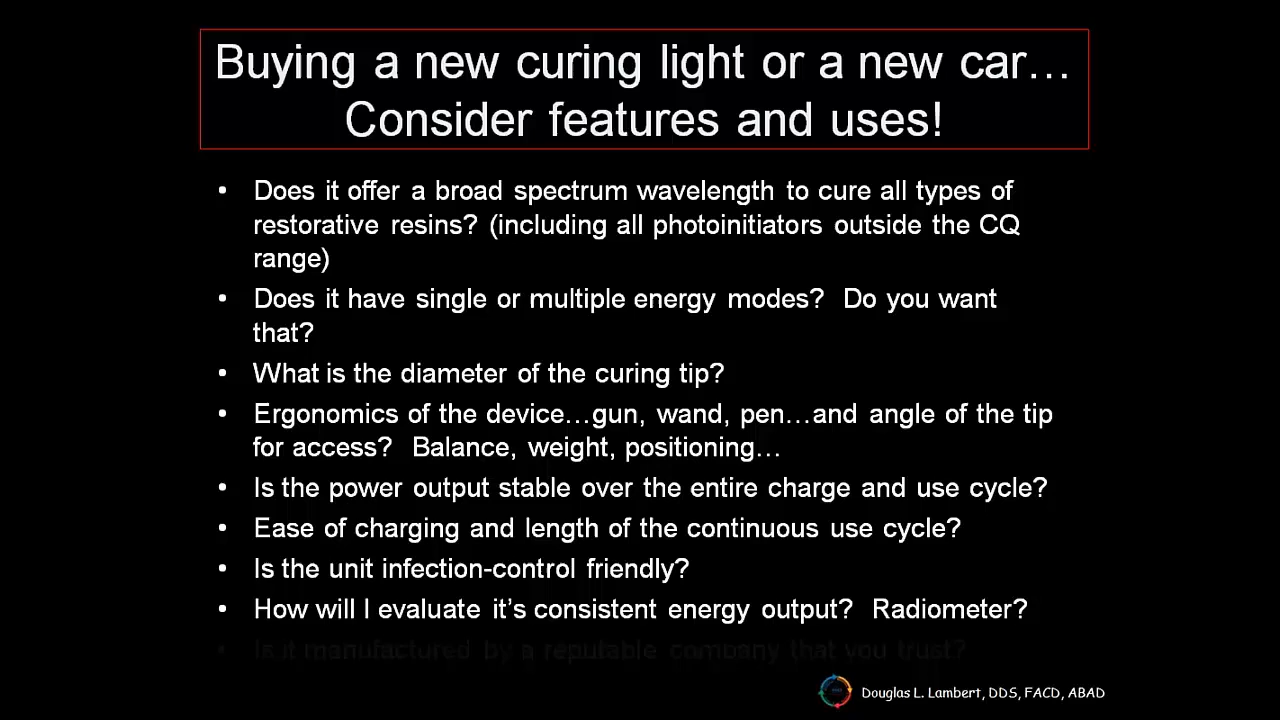 Buying a new curing light or a new car…
Consider features and uses!
• Does it offer a broad spectrum wavelength to cure all types of
restorative resins? (including all photoinitiators outside the CQ
range)
• Does it have single or multiple energy modes? Do you want
that?
• What is the diameter of the curing tip?
• Ergonomics of the device…gun, wand, pen…and angle of the tip
for access? Balance, weight, positioning…
• Is the power output stable over the entire charge and use cycle?
• Ease of charging and length of the continuous use cycle?
• Is the unit infection-control friendly?
• How will I evaluate it’s consistent energy output? Radiometer?
• Is it manufactured by a reputable company that you trust?
Douglas L. Lambert, DDS, FACD, ABAD